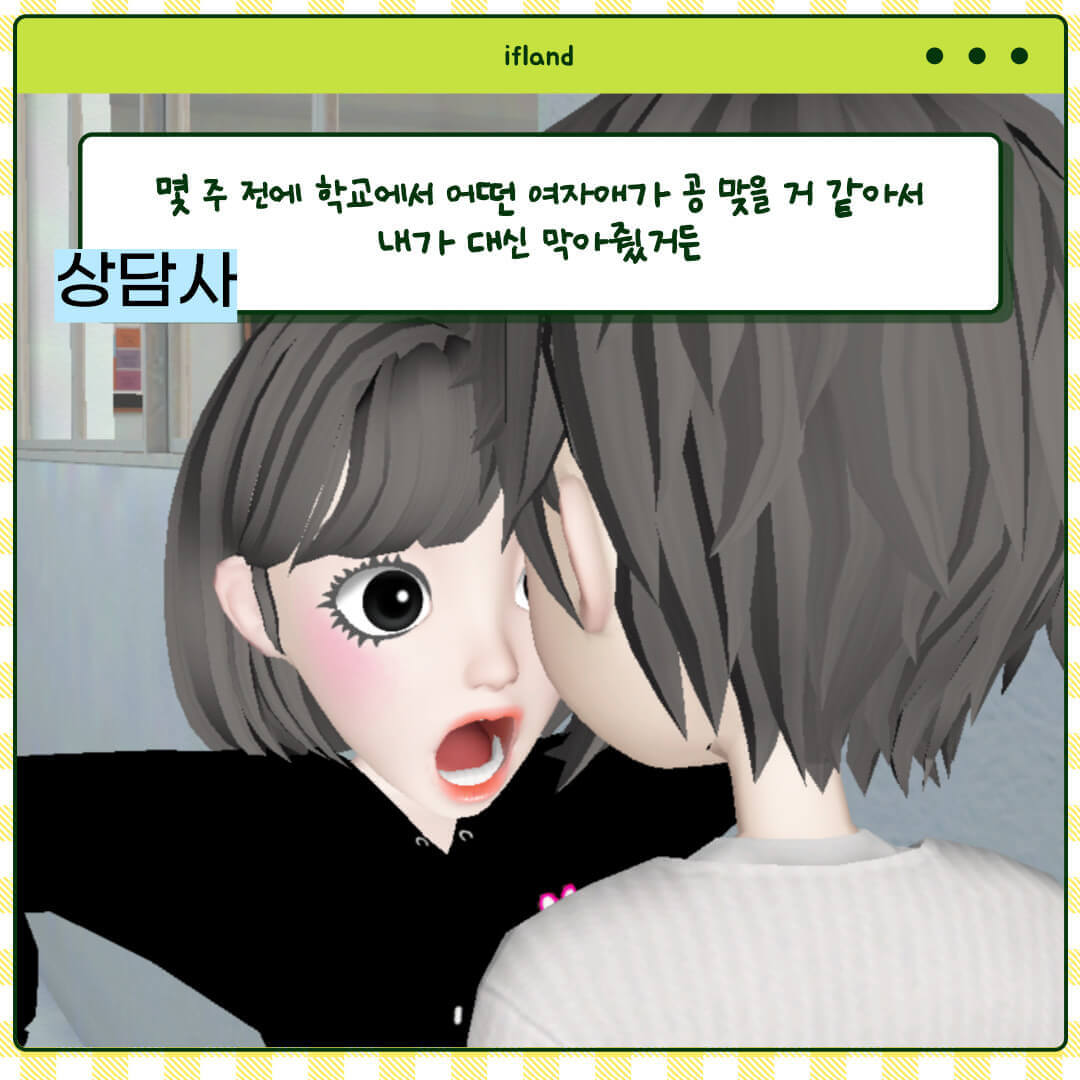 ifland
몇 주 전에 학교에서 어떤 여자애가 공 맞을 거 같아서
내가 대신 막아줬거든
상담사